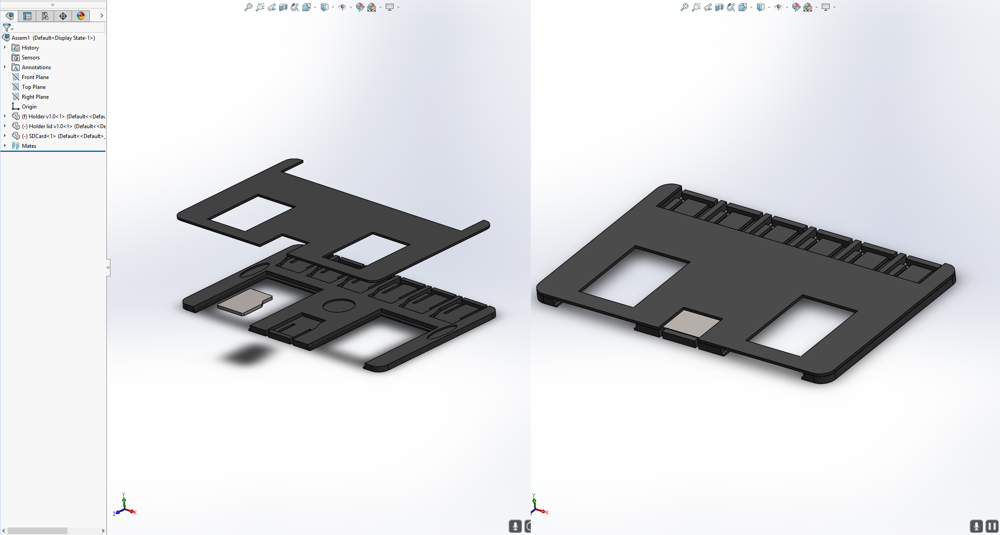 Assem1 (Default<Display State-1>)
History
Sensors
Annotations
Front Plane
Top Plane
Right Plane
Origin
(f) Holder v1.0<1> (Default<<Defau
(-) Holder lid v1.0<1> (Default<<De
(-) SDCard<1> (Default<<Default>_
Mates